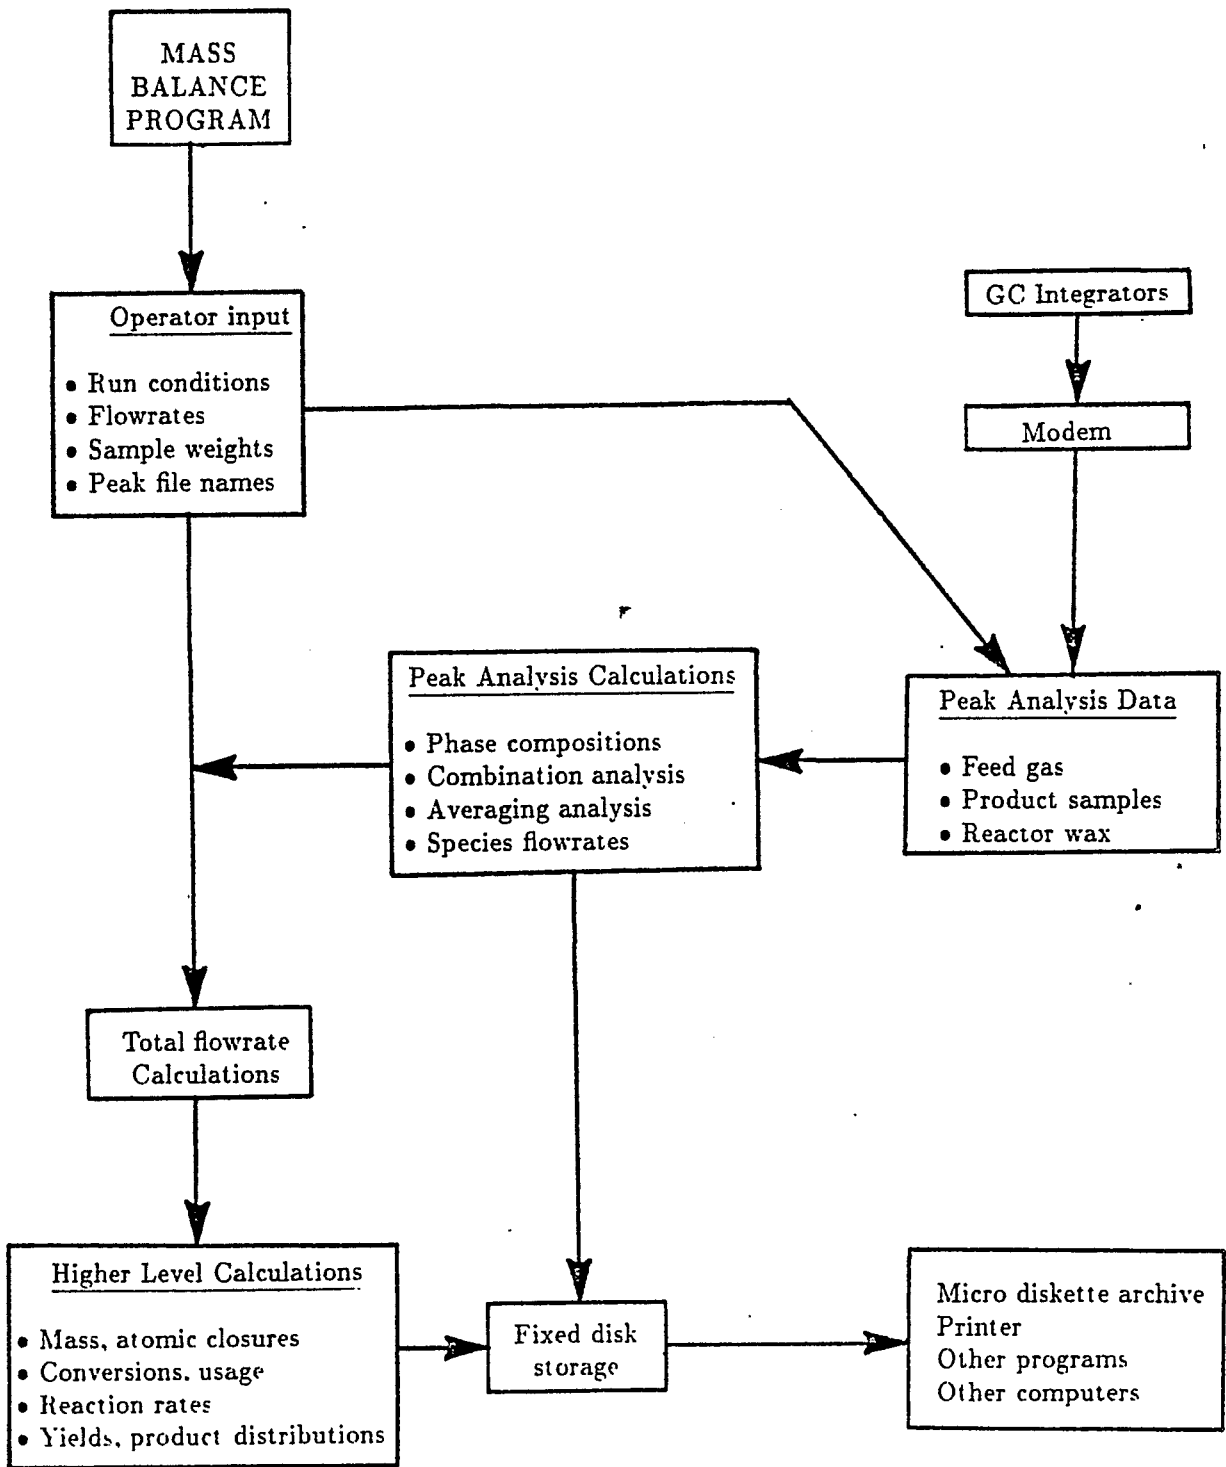 MASS
BALANCE
PROGRAM
Operator input
• Run conditions
• Flowrates
• Sample weights
• Peak file names
GC Integrators
Modem
Peak Analysis Calculations
• Phase compositions
• Combination analysis
• Averaging analysis
• Species flowrates
Peak Analysis Data
• Feed gas
• Product samples
• Reactor wax
Total flowrate
Calculations
Higher Level Calculations
• Mass, atomic closures
• Conversions, usage
• Reaction rates
• Yields, product distributions
Fixed disk
storage
Micro diskette archive
Printer
Other programs
Other computers